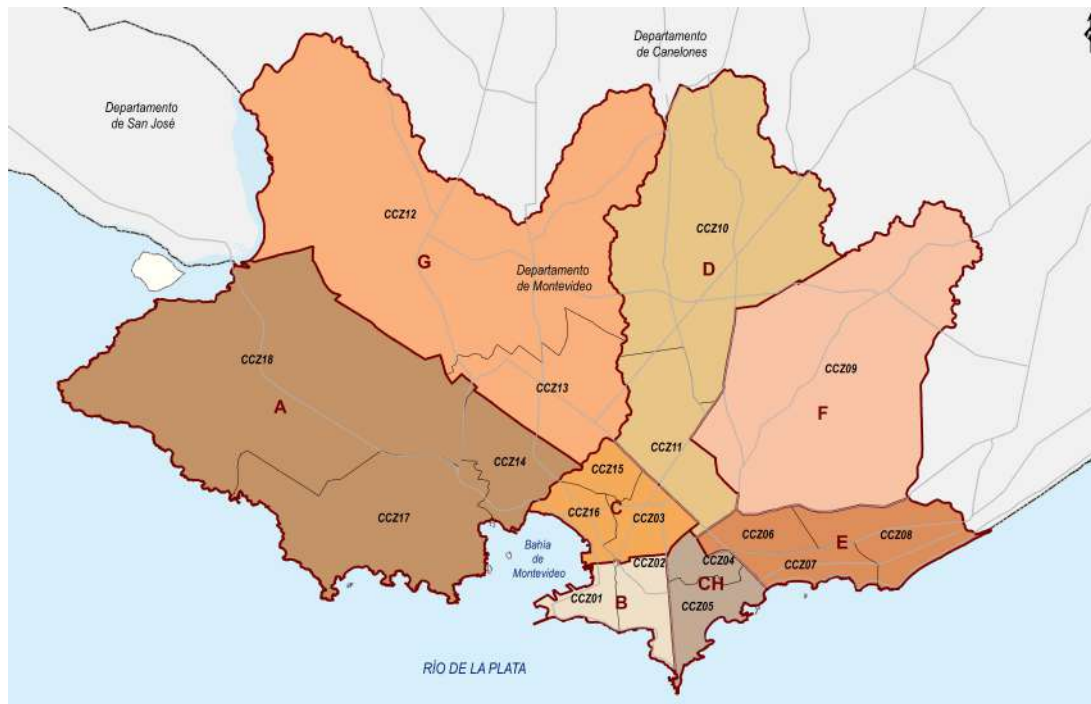 Departamento
de Canelones
Departamento
de San José
CCZ12
CCZ10
G
D
Departamento
de Montevideo
CCZ18
CCZ13
CCZ09
A
F
CCZ14
CCZ15
CCZ11
CCZ17
CCZ16
C
CCZ03
CCZ06
E
CCZ08
Bahía
de
Montevideo
CCZ02
CCZ04
CCZ07
CH
CCZ01
B
CCZ05
RÍO DE LA PLATA